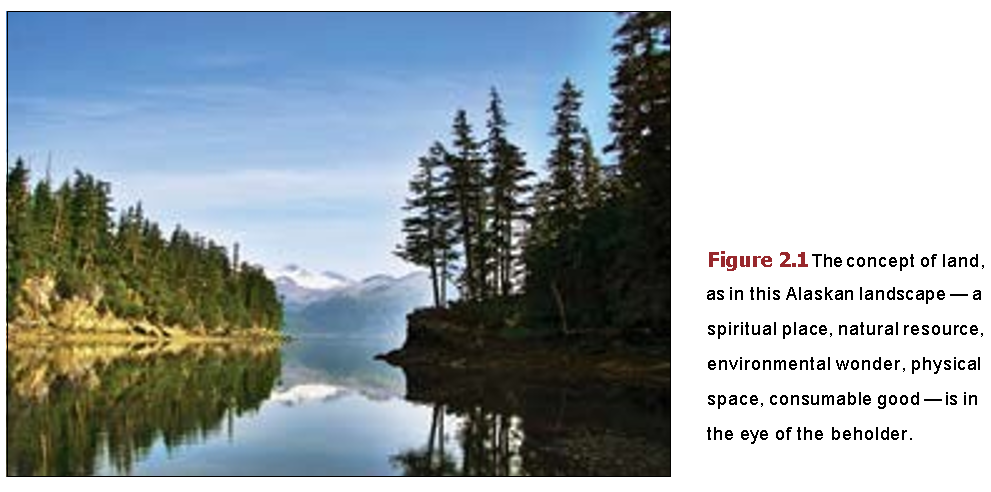 Figure 2.1 The concept of land,
as in this Alaskan landscape — a
spiritual place, natural resource,
environmental wonder, physical
space, consumable good — is in
the eye of the beholder.